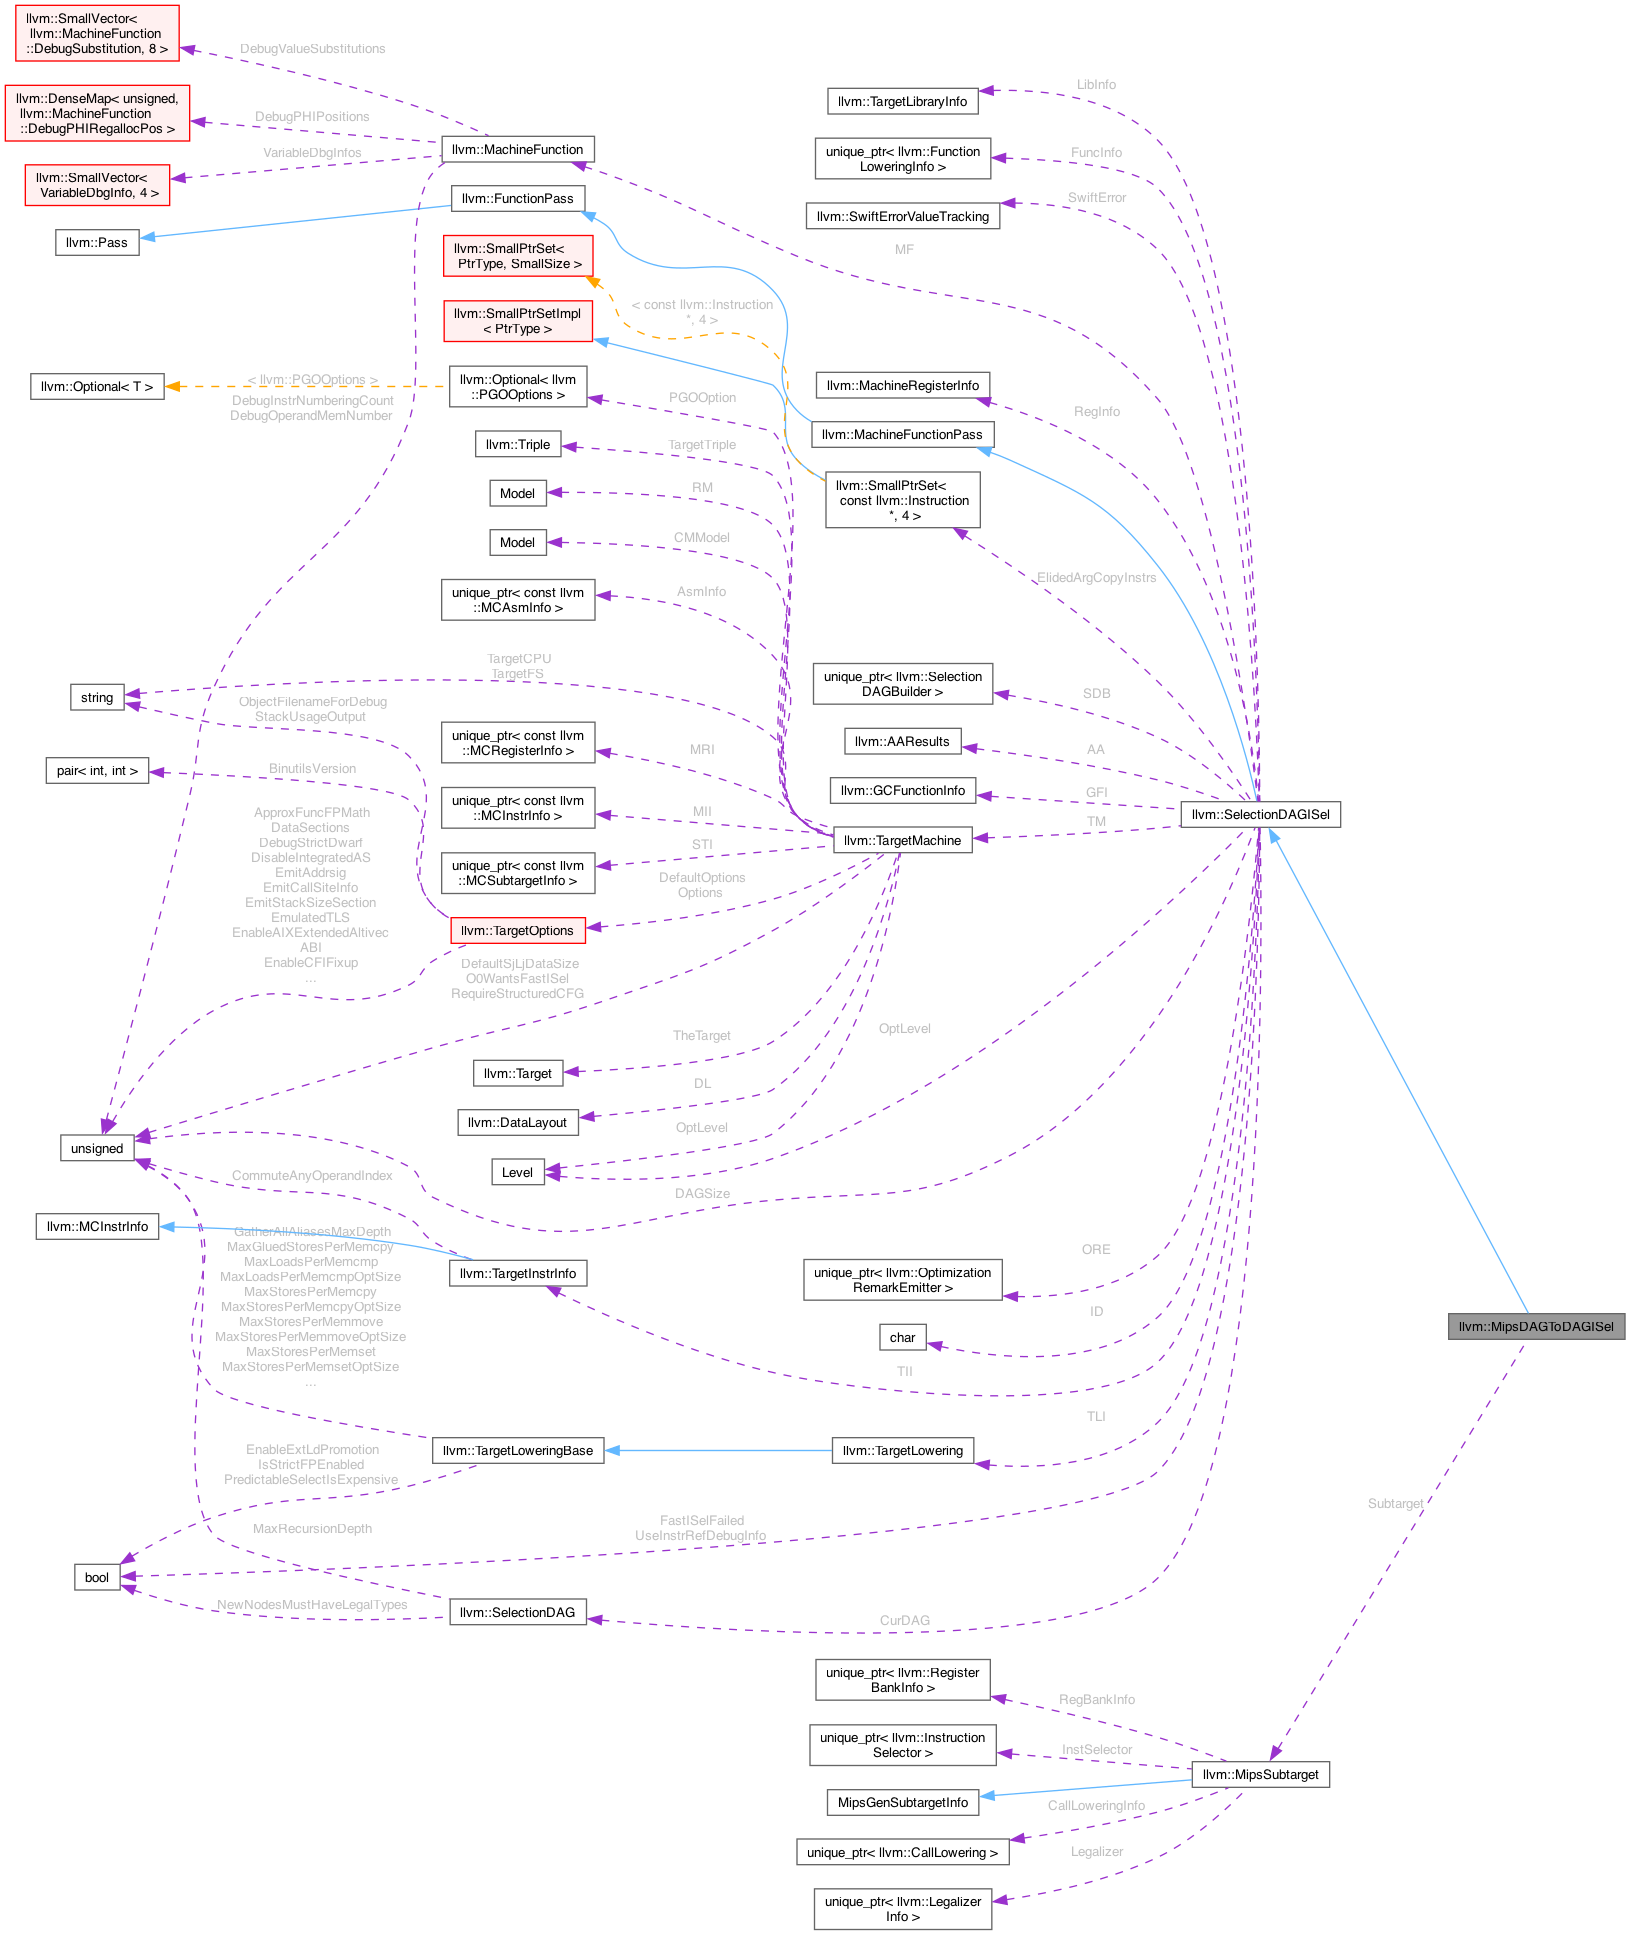 llvm::SmallVector<
llvm::MachineFunction
::DebugSubstitution, 8 >
DebugValueSubstitutions
llvm::DenseMap< unsigned,
llvm::MachineFunction
::DebugPHIRegallocPos >
DebugPHIPositions
llvm::SmallVector<
VariableDbgInfo, 4 >
VariableDbgInfos
llvm::MachineFunction
llvm::FunctionPass
llvm::Pass
llvm::SmallPtrSet<
PtrType, SmallSize >
llvm::SmallPtrSetImpl
< PtrType >
< const llvm::Instruction
*, 4 >
llvm::Optional< T >
< llvm::PGOOptions >
DebugInstrNumberingCount
DebugOperandMemNumber
llvm::Optional< llvm
::PGOOptions >
PGOOption
llvm::Triple
TargetTriple
Model
RM
Model
CMModel
unique_ptr< const llvm
::MCAsmInfo >
AsmInfo
TargetCPU
TargetFS
string
ObjectFilenameForDebug
StackUsageOutput
pair< int, int >
BinutilsVersion
unique_ptr< const llvm
::MCRegisterInfo >
MRI
unique_ptr< const llvm
::MCInstrInfo >
MII
unique_ptr< const llvm
::MCSubtargetInfo >
STI
ApproxFuncFPMath
DataSections
DebugStrictDwarf
DisableIntegratedAS
EmitAddrsig
EmitCallSiteInfo
EmitStackSizeSection
EmulatedTLS
EnableAIXExtendedAltivec
ABI
EnableCFIFixup
...
llvm::TargetOptions
DefaultOptions
Options
DefaultSjLjDataSize
O0WantsFastISel
RequireStructuredCFG
llvm::Target
TheTarget
llvm::DataLayout
DL
Level
OptLevel
unsigned
CommuteAnyOperandIndex
llvm::MCInstrInfo
llvm::TargetInstrInfo
GatherAllAliasesMaxDepth
MaxGluedStoresPerMemcpy
MaxLoadsPerMemcmp
MaxLoadsPerMemcmpOptSize
MaxStoresPerMemcpy
MaxStoresPerMemcpyOptSize
MaxStoresPerMemmove
MaxStoresPerMemmoveOptSize
MaxStoresPerMemset
MaxStoresPerMemsetOptSize
...
llvm::TargetLoweringBase
EnableExtLdPromotion
IsStrictFPEnabled
PredictableSelectIsExpensive
MaxRecursionDepth
bool
NewNodesMustHaveLegalTypes
llvm::SelectionDAG
llvm::TargetLibraryInfo
LibInfo
unique_ptr< llvm::Function
LoweringInfo >
FuncInfo
llvm::SwiftErrorValueTracking
SwiftError
MF
llvm::MachineRegisterInfo
RegInfo
llvm::MachineFunctionPass
llvm::SmallPtrSet<
const llvm::Instruction
*, 4 >
ElidedArgCopyInstrs
unique_ptr< llvm::Selection
DAGBuilder >
SDB
llvm::AAResults
AA
llvm::GCFunctionInfo
GFI
llvm::TargetMachine
TM
llvm::SelectionDAGISel
OptLevel
DAGSize
unique_ptr< llvm::Optimization
RemarkEmitter >
ORE
char
ID
TII
llvm::TargetLowering
TLI
FastISelFailed
UseInstrRefDebugInfo
CurDAG
llvm::MipsDAGToDAGISel
Subtarget
unique_ptr< llvm::Register
BankInfo >
RegBankInfo
unique_ptr< llvm::Instruction
Selector >
InstSelector
llvm::MipsSubtarget
MipsGenSubtargetInfo
CallLoweringInfo
unique_ptr< llvm::CallLowering >
Legalizer
unique_ptr< llvm::Legalizer
Info >